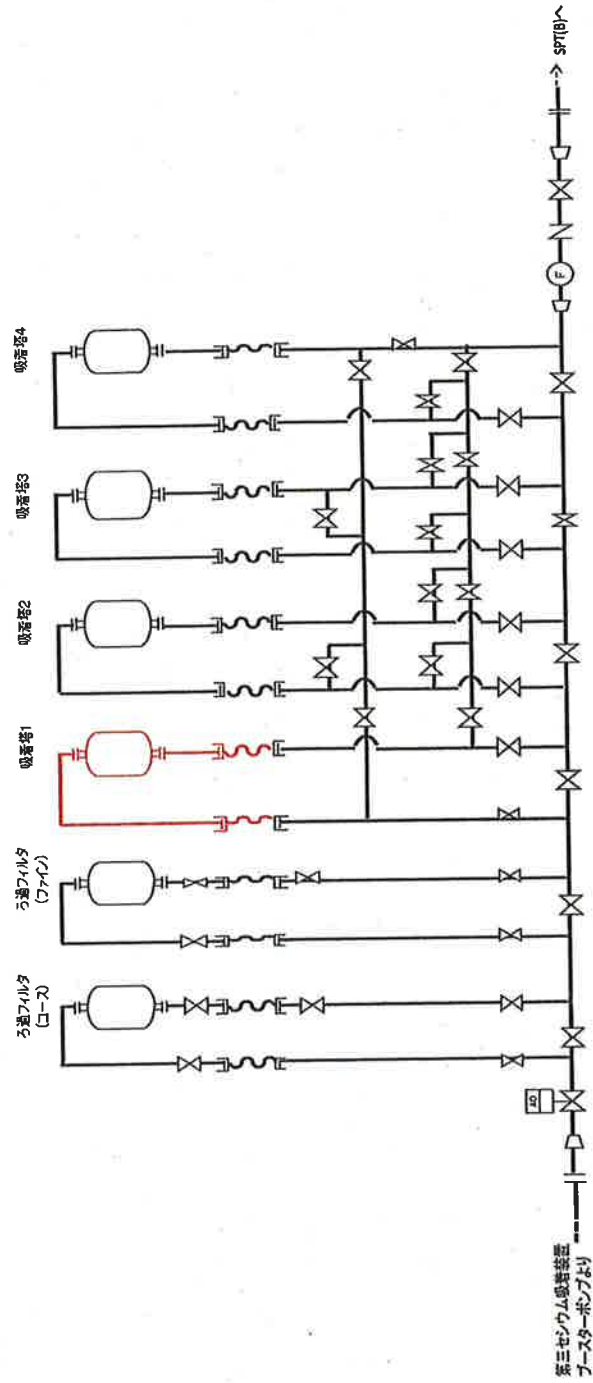 ろ過フィルタ
(コース)
ろ過フィルタ
(ファイン)
吸着塔1
吸着塔2
吸着塔3
吸着塔4
AO
F
第三セシウム吸着装置
ブースターポンプより
SPT(B)へ